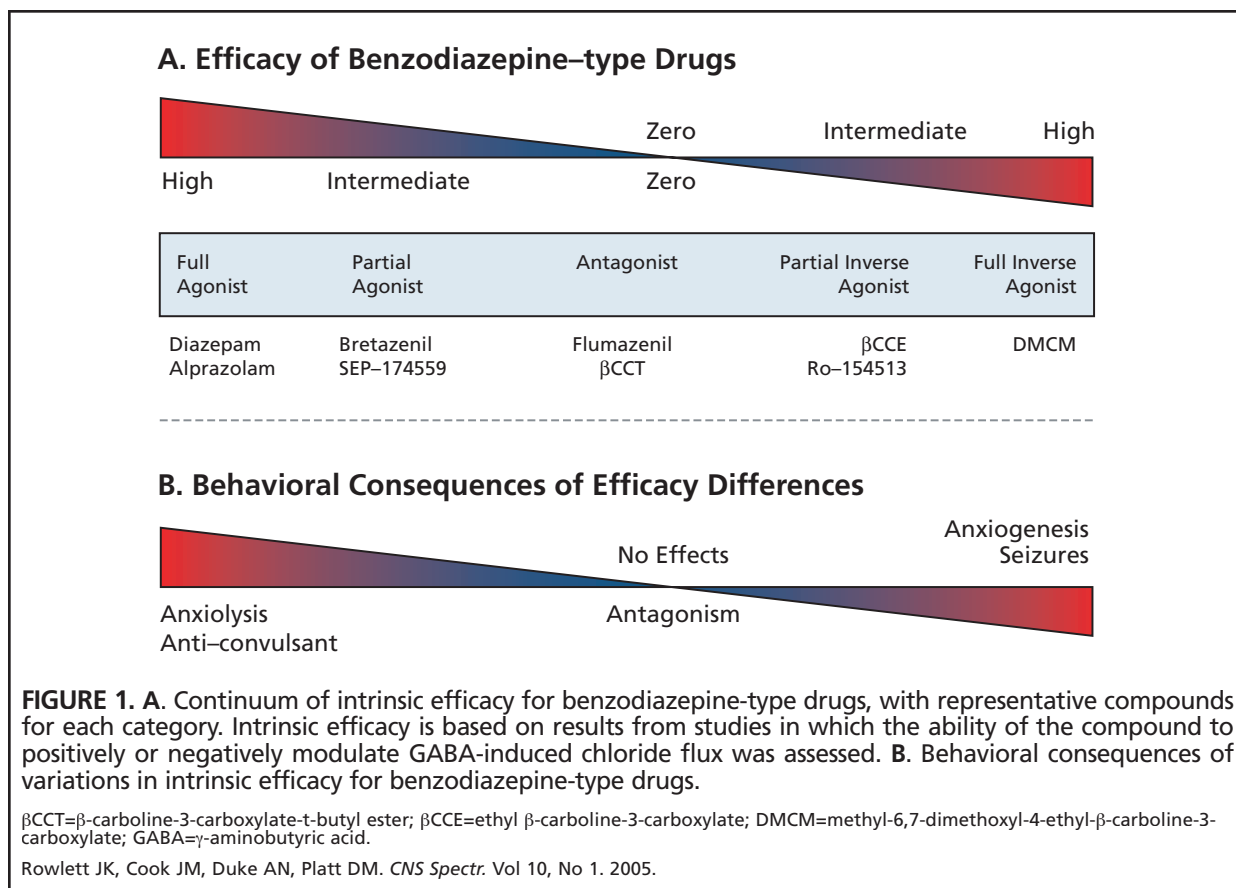 A. Efficacy of Benzodiazepine–type Drugs
Zero Intermediate High
High Intermediate Zero
Full Agonist
Partial Agonist
Antagonist
Partial Inverse Agonist
Full Inverse Agonist
Diazepam
Alprazolam
Bretazenil
SEP–174559
Flumazenil
βCCT
βCCE
Ro–154513
DMCM
B. Behavioral Consequences of Efficacy Differences
No Effects
Anxiogenesis
Seizures
Anxiolysis
Anti–convulsant
Antagonism
FIGURE 1. A. Continuum of intrinsic efficacy for benzodiazepine-type drugs, with representative compounds
for each category. Intrinsic efficacy is based on results from studies in which the ability of the compound to
positively or negatively modulate GABA-induced chloride flux was assessed. B. Behavioral consequences of
variations in intrinsic efficacy for benzodiazepine-type drugs.
βCCT=β-carboline-3-carboxylate-t-butyl ester; βCCE=ethyl β-carboline-3-carboxylate; DMCM=methyl-6,7-dimethoxyl-4-ethyl-β-carboline-3-
carboxylate; GABA=γ-aminobutyric acid.
Rowlett JK, Cook JM, Duke AN, Platt DM. CNS Spectr. Vol 10, No 1. 2005.